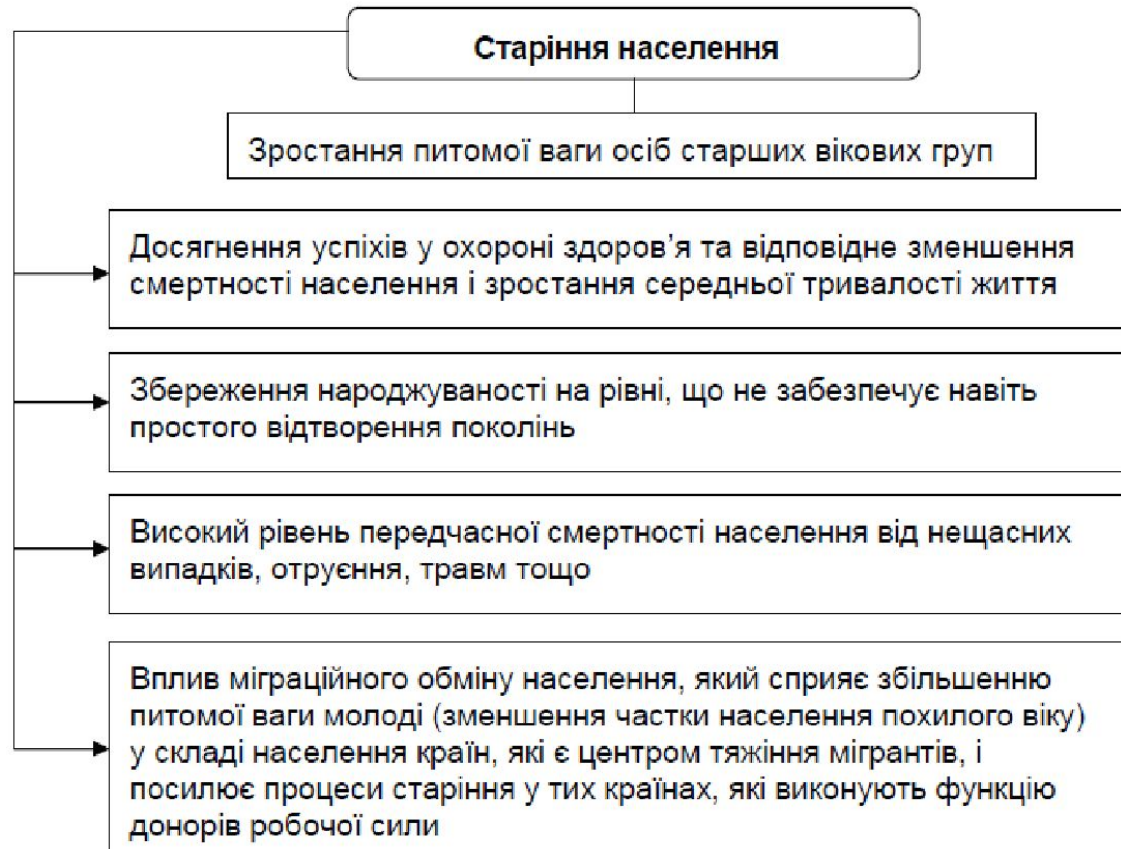 Старіння населення
Зростання питомої ваги осіб старших вікових груп
Досягнення успіхів у охороні здоров’я та відповідне зменшення
смертності населення і зростання середньої тривалості життя
Збереження народжуваності на рівні, що не забезпечує навіть
простого відтворення поколінь
Високий рівень передчасної смертності населення від нещасних
випадків, отруєння, травм тощо
Вплив міграційного обміну населення, який сприяє збільшенню
питомої ваги молоді (зменшення частки населення похилого віку)
у складі населення країн, які є центром тяжіння мігрантів, і
посилює процеси старіння у тих країнах, які виконують функцію
донорів робочої сили